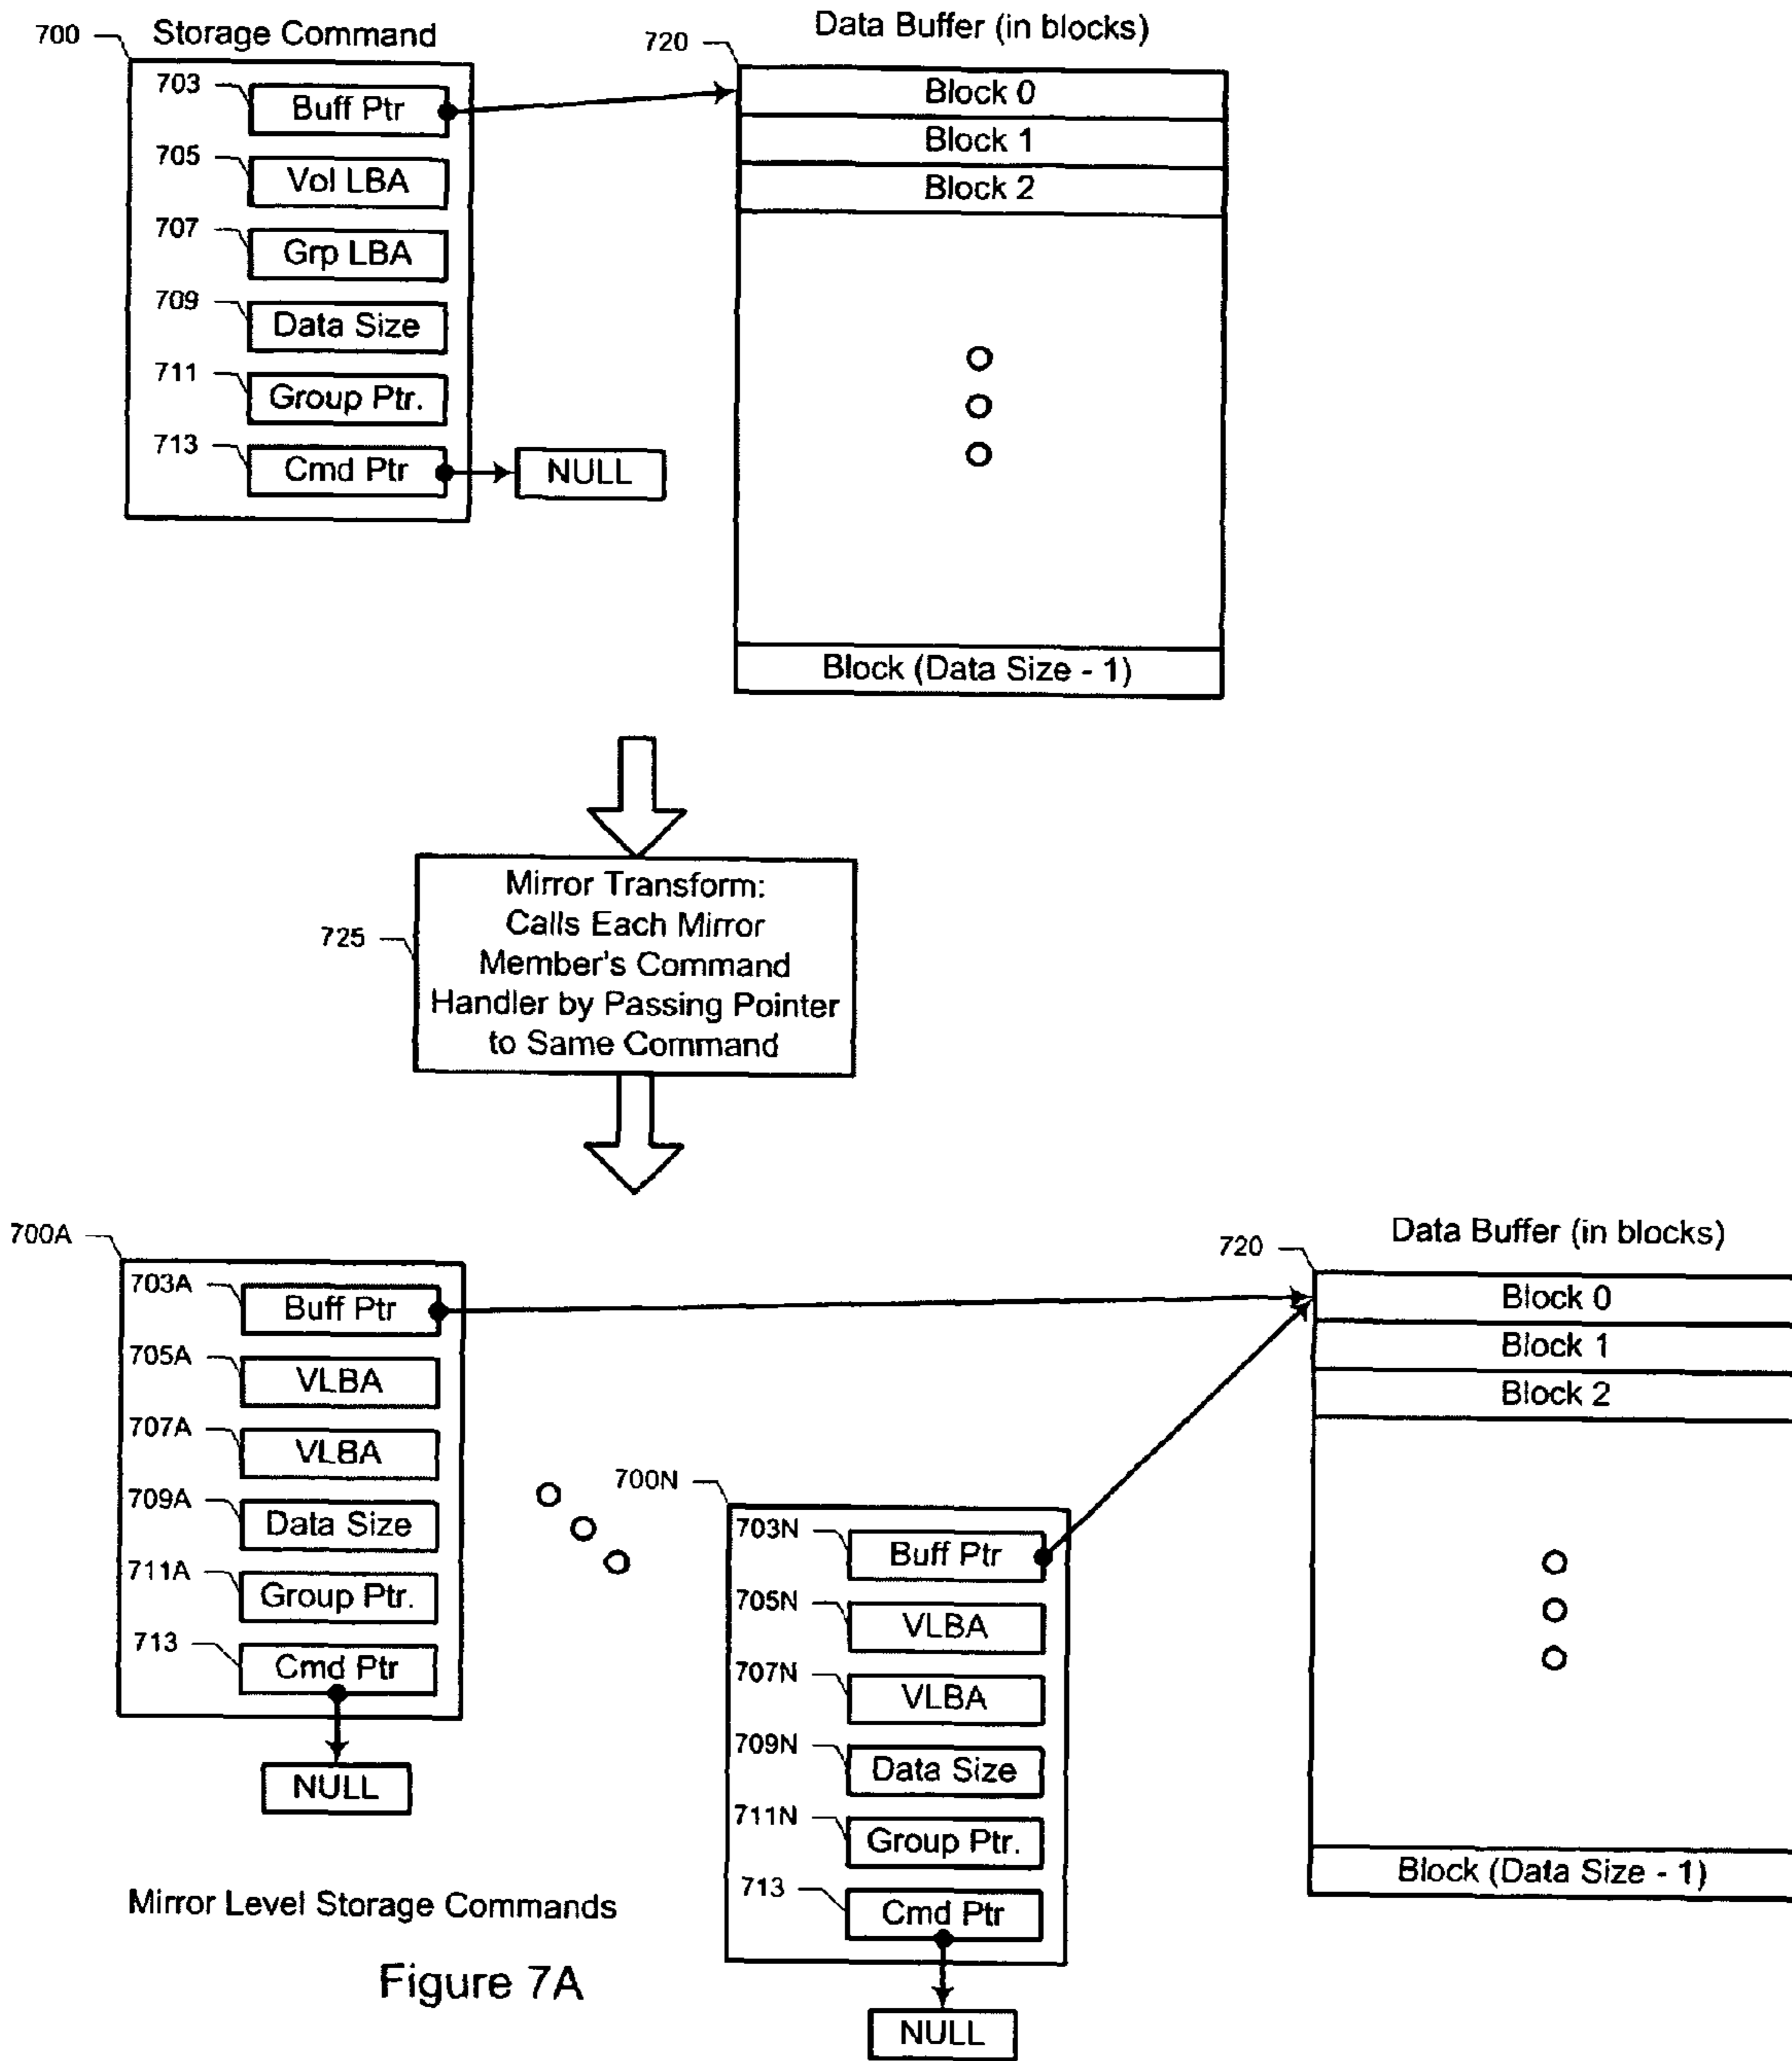 Storage Command
700
703
Buff Ptr
705
Vol LBA
707
Grp LBA
709
Data Size
711
Group Ptr.
713
Cmd Ptr
NULL
Data Buffer (in blocks)
720
Block 0
Block 1
Block 2
Block (Data Size - 1)
725
Mirror Transform:
Calls Each Mirror
Member's Command
Handler by Passing Pointer
to Same Command
700A
703A
Buff Ptr
705A
VLBA
707A
VLBA
709A
Data Size
711A
Group Ptr.
713
Cmd Ptr
NULL
700N
703N
Buff Ptr
705N
VLBA
707N
VLBA
709N
Data Size
711N
Group Ptr.
713
Cmd Ptr
NULL
Data Buffer (in blocks)
720
Block 0
Block 1
Block 2
Block (Data Size - 1)
Mirror Level Storage Commands
Figure 7A